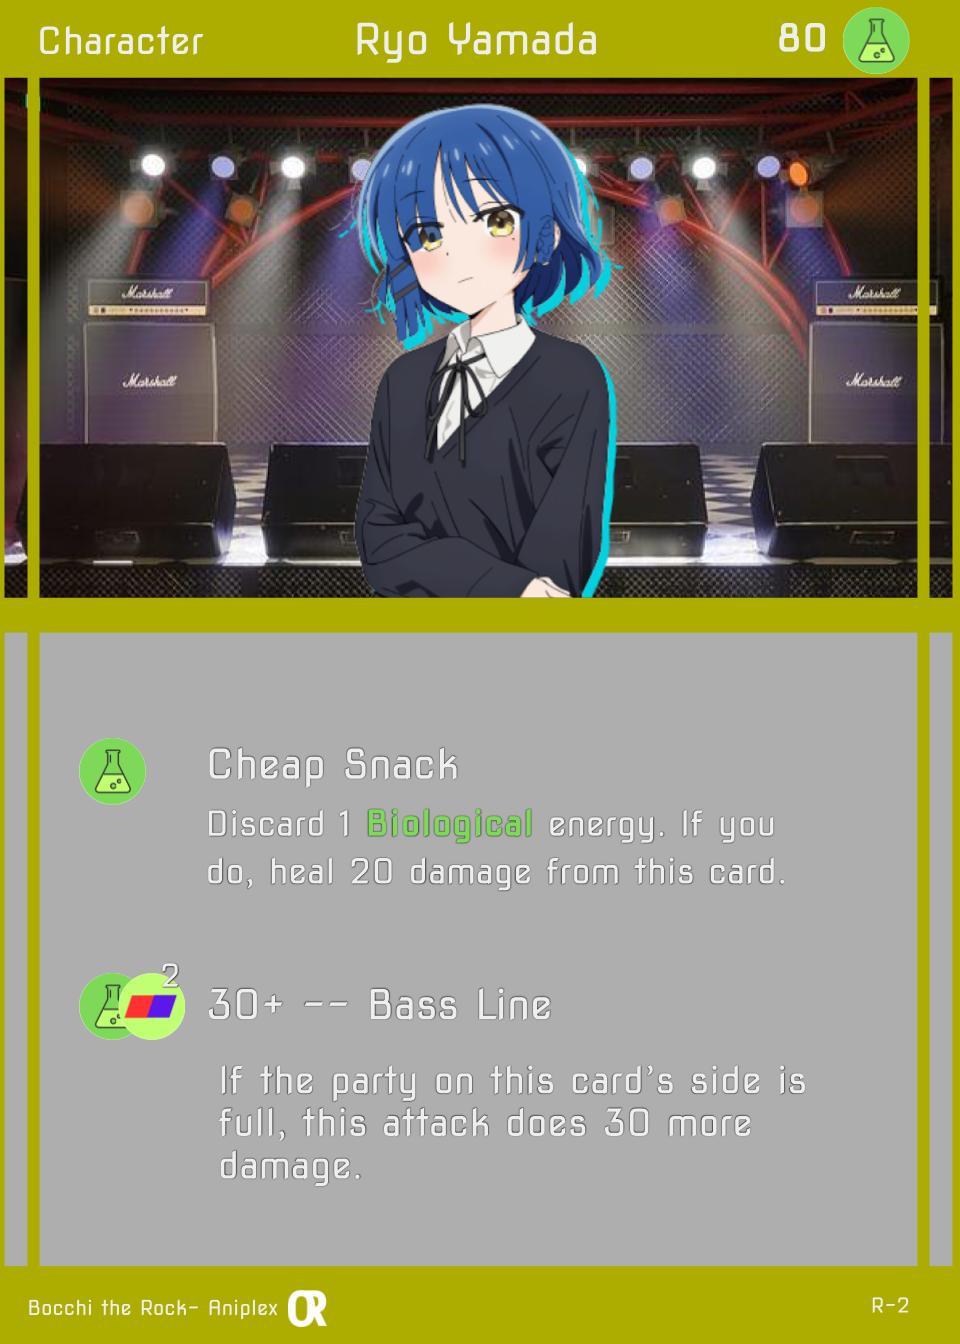 Character
Ryo Yamada
80
Marshall
Marshall
Marshall
Marshall
Cheap Snack
Discard 1 Biological energy. If you
do, heal 20 damage from this card.
2
30+ -- Bass Line
If the party on this card's side is
full, this attack does 30 more
damage.
Bocchi the Rock- Aniplex OR
R-2